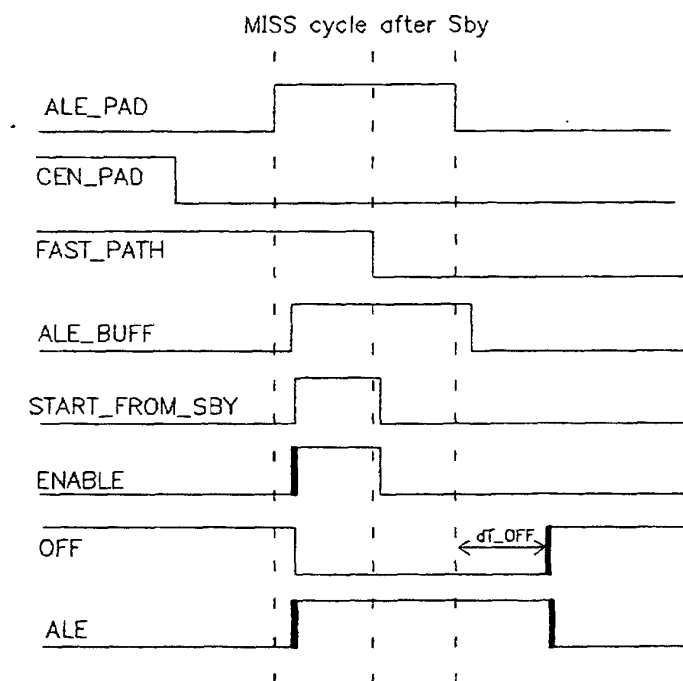 MISS cycle after Sby
ALE_PAD
CEN_PAD
FAST_PATH
ALE_BUFF
START_FROM_SBY
ENABLE
OFF
dT_OFF
ALE